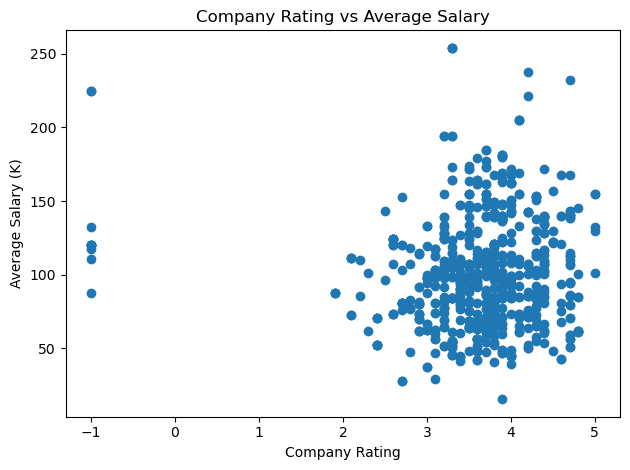 Company Rating vs Average Salary
250
200
150
100
50
Average Salary (K)
−1 0 1 2 3 4 5
Company Rating